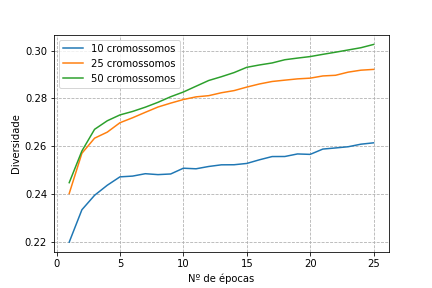 10 cromossomos
25 cromossomos
50 cromossomos
0.30
0.28
0.26
0.24
0.22
Diversidade
0 5 10 15 20 25
Nº de épocas